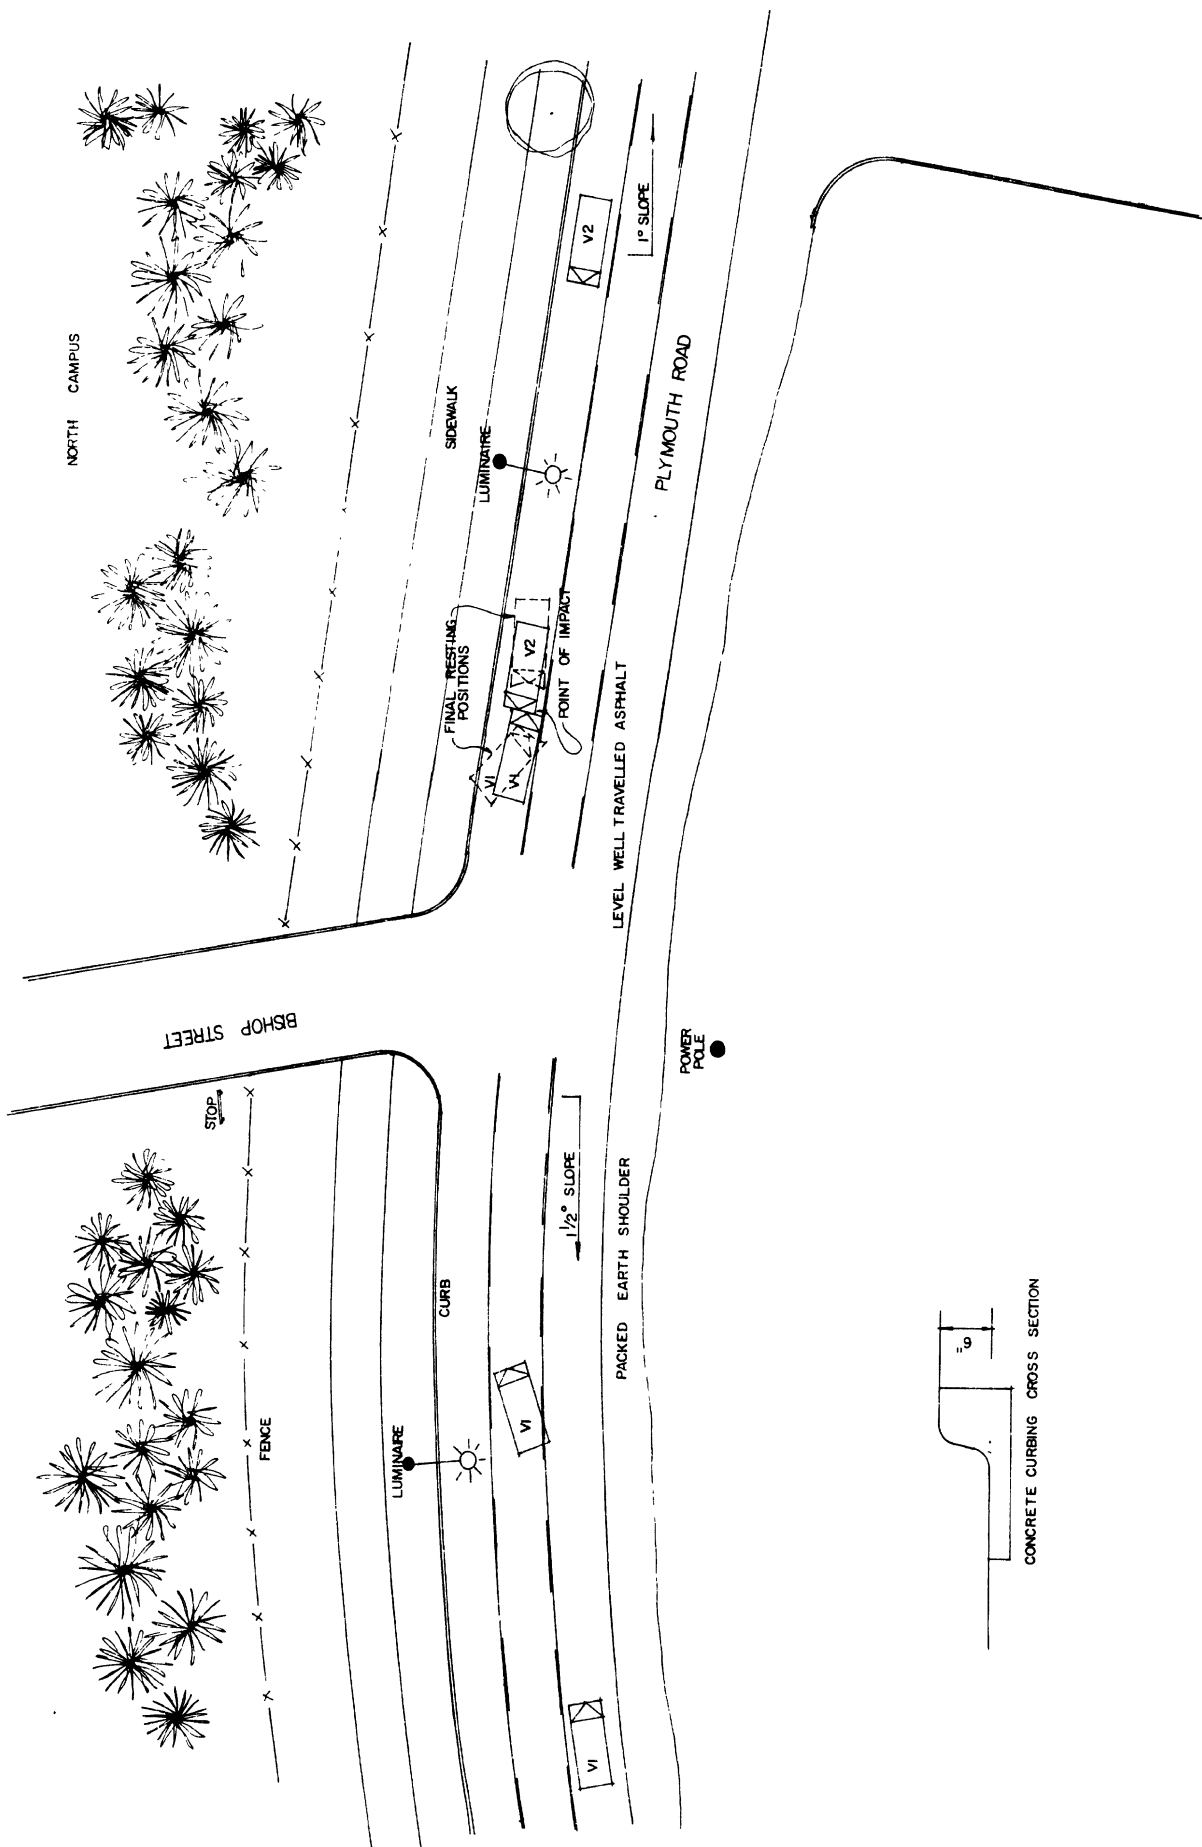 NORTH CAMPUS
SIDEWALK
LUMINAIRE
V2
1° SLOPE
PLYMOUTH ROAD
FINAL RESTING
POSITIONS
V2
POINT OF IMPACT
V1
V1
LEVEL WELL TRAVELLED ASPHALT
BISHOP STREET
STOP
POWER
POLE
1 1/2° SLOPE
PACKED EARTH SHOULDER
CURB
FENCE
LUMINAIRE
V1
V1
6"
CONCRETE CURBING CROSS SECTION